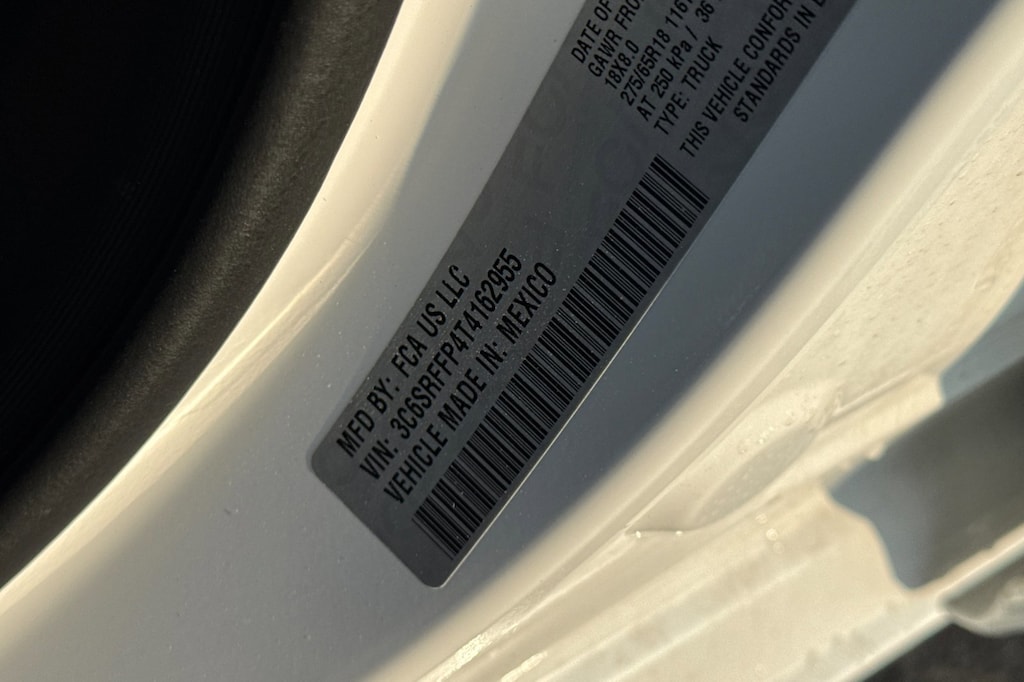 MFD BY: FCA US LLC
VIN: 3C6SRFFP4T4162955
VEHICLE MADE IN: MEXICO
DATE OF
GAWR FRO
18X8.0
275/65R18 116T
AT 250 kPa / 36
TYPE: TRUCK
THIS VEHICLE CONFOR
STANDARDS IN